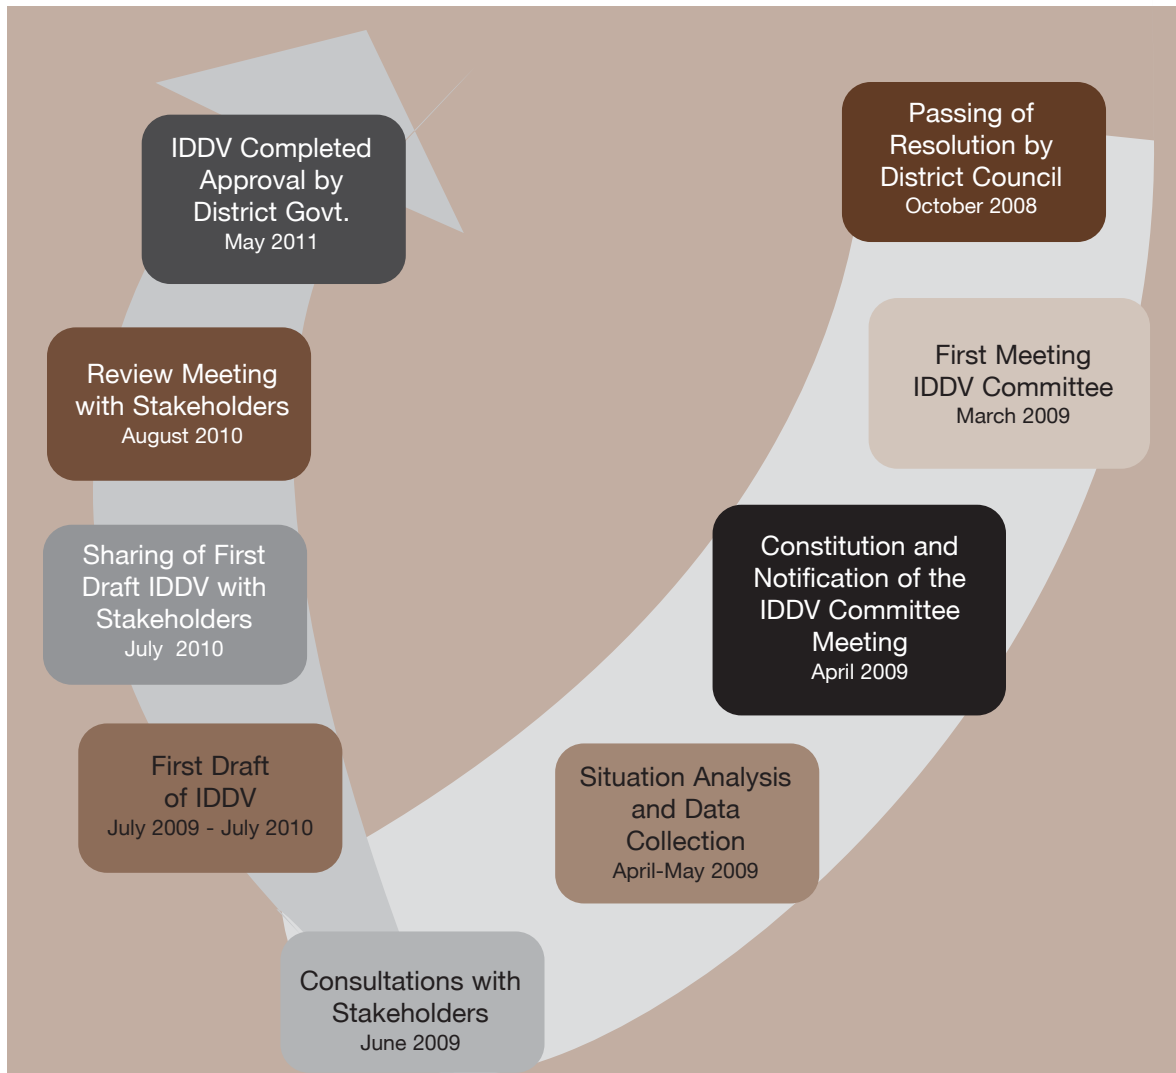 Passing of
Resolution by
District Council
October 2008
First Meeting
IDDV Committee
March 2009
Constitution and
Notification of the
IDDV Committee
Meeting
April 2009
Situation Analysis
and Data
Collection
April-May 2009
Consultations with
Stakeholders
June 2009
First Draft
of IDDV
July 2009 - July 2010
Sharing of First
Draft IDDV with
Stakeholders
July 2010
Review Meeting
with Stakeholders
August 2010
IDDV Completed
Approval by
District Govt.
May 2011